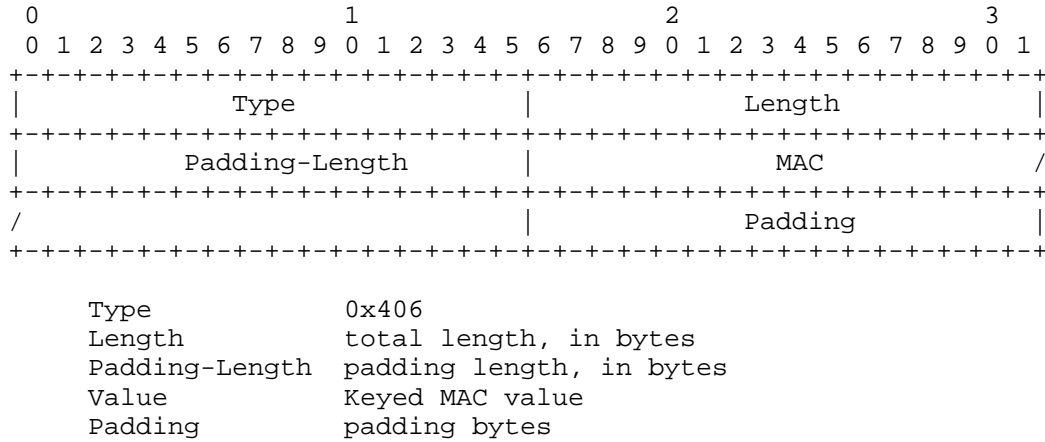 0                   1                   2                   3
 0 1 2 3 4 5 6 7 8 9 0 1 2 3 4 5 6 7 8 9 0 1 2 3 4 5 6 7 8 9 0 1
+-+-+-+-+-+-+-+-+-+-+-+-+-+-+-+-+-+-+-+-+-+-+-+-+-+-+-+-+-+-+-+-+
|             Type              |             Length            |
+-+-+-+-+-+-+-+-+-+-+-+-+-+-+-+-+-+-+-+-+-+-+-+-+-+-+-+-+-+-+-+-+
|          Padding-Length       |               MAC             /
+-+-+-+-+-+-+-+-+-+-+-+-+-+-+-+-+-+-+-+-+-+-+-+-+-+-+-+-+-+-+-+-+
/                               |             Padding           |
+-+-+-+-+-+-+-+-+-+-+-+-+-+-+-+-+-+-+-+-+-+-+-+-+-+-+-+-+-+-+-+-+

     Type            0x406
     Length          total length, in bytes
     Padding-Length  padding length, in bytes
     Value           Keyed MAC value
     Padding         padding bytes